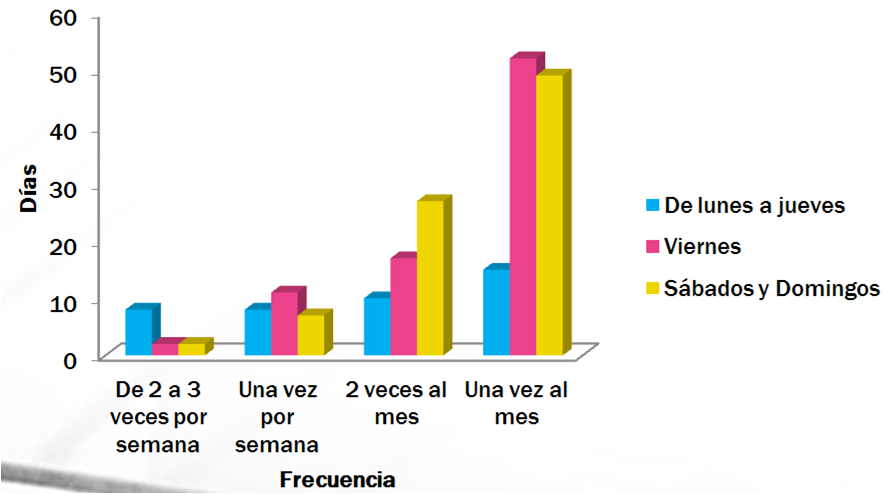 60
50
40
30
20
10
0
Días
De 2 a 3
veces por
semana
Una vez
por
semana
2 veces al
mes
Una vez al
mes
Frecuencia
De lunes a jueves
Viernes
Sábados y Domingos